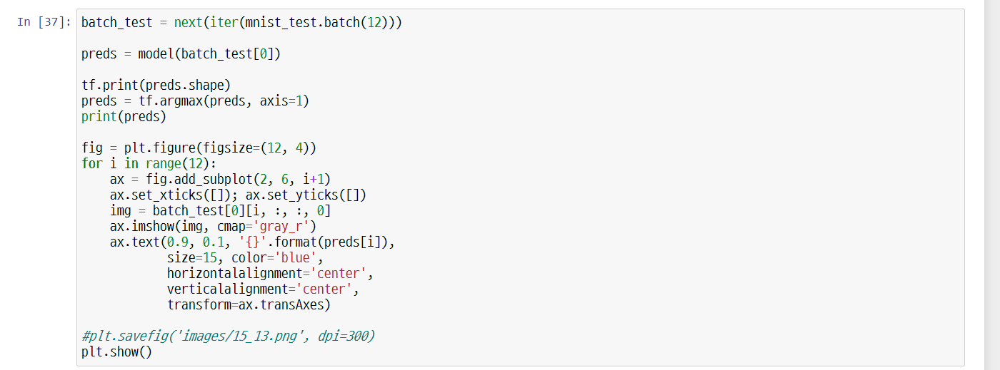 In [37]: batch_test = next(iter(mnist_test.batch(12)))
preds = model(batch_test[0])
tf.print(preds.shape)
preds = tf.argmax(preds, axis=1)
print(preds)
fig = plt.figure(figsize=(12, 4))
for i in range(12):
    ax = fig.add_subplot(2, 6, i+1)
    ax.set_xticks([]); ax.set_yticks([])
    img = batch_test[0][i, :, :, 0]
    ax.imshow(img, cmap='gray_r')
    ax.text(0.9, 0.1, '{}'.format(preds[i]),
            size=15, color='blue',
            horizontalalignment='center',
            verticalalignment='center',
            transform=ax.transAxes)
#plt.savefig('images/15_13.png', dpi=300)
plt.show()